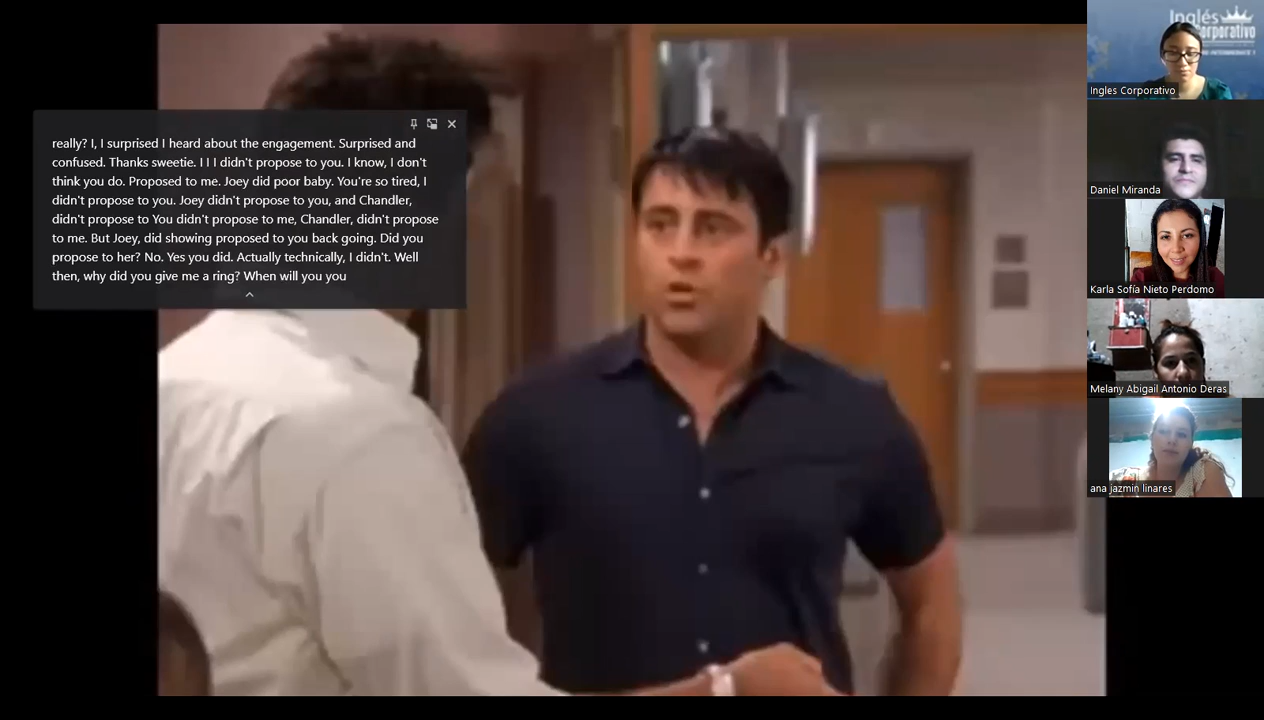 really? I, I surprised I heard about the engagement. Surprised and
confused. Thanks sweetie. I I I didn't propose to you. I know, I don't
think you do. Proposed to me. Joey did poor baby. You're so tired, I
didn't propose to you. Joey didn't propose to you, and Chandler,
didn't propose to You didn't propose to me, Chandler, didn't propose
to me. But Joey, did showing proposed to you back going. Did you
propose to her? No. Yes you did. Actually technically, I didn't. Well
then, why did you give me a ring? When will you you
Inglés
Corporativo
Ingles Corporativo
Daniel Miranda
Karla Sofía Nieto Perdomo
Melany Abigail Antonio Deras
ana jazmin linares